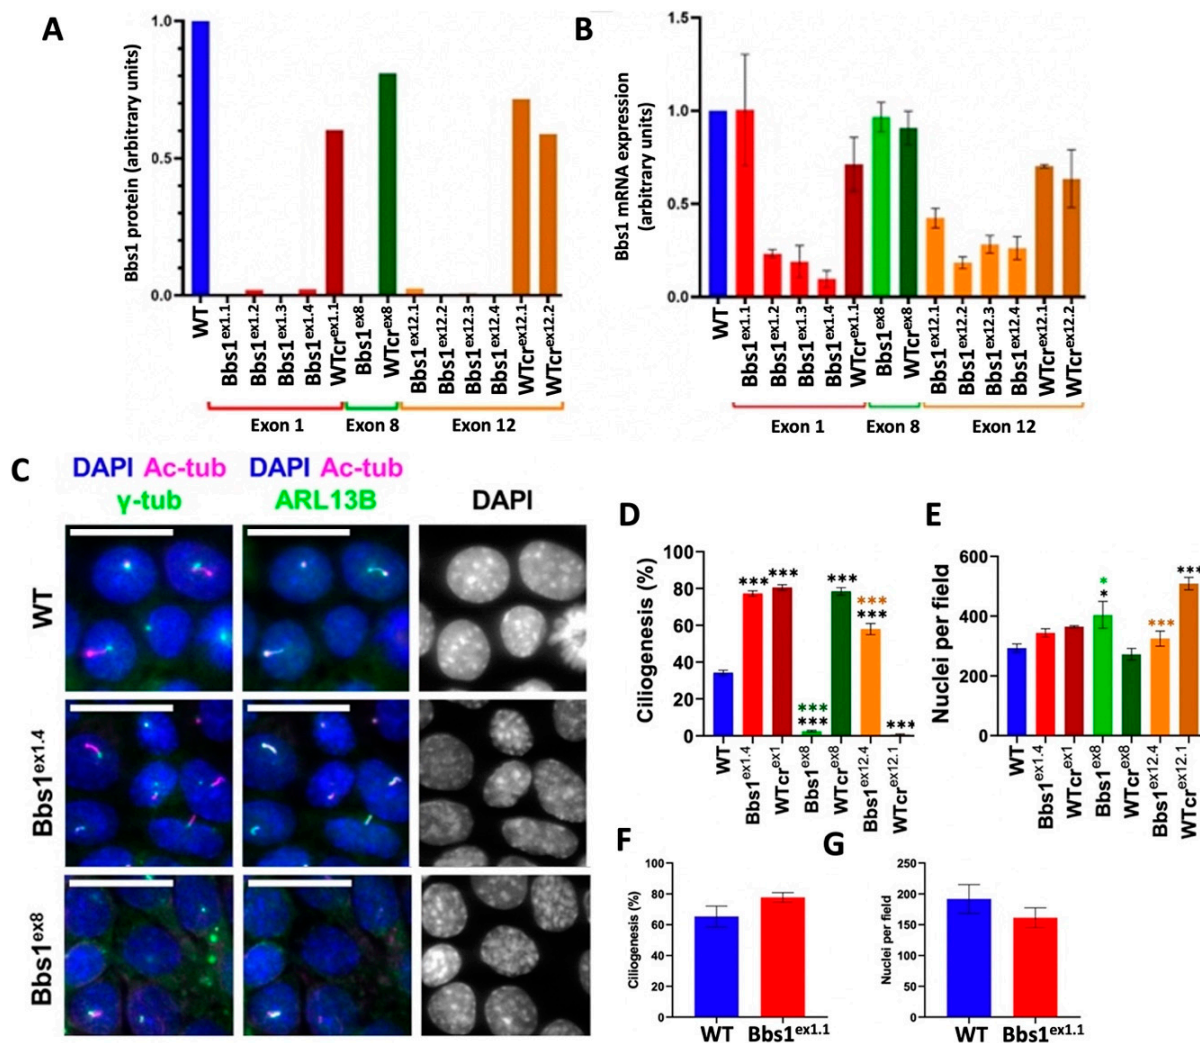 A
Bbs1 protein (arbitrary units)
1.0
0.5
0.0
WT
Bbs1ex1.1
Bbs1ex1.2
Bbs1ex1.3
Bbs1ex1.4
WTcrex1.1
Bbs1ex8
WTcrex8
Bbs1ex12.1
Bbs1ex12.2
Bbs1ex12.3
Bbs1ex12.4
WTcrex12.1
WTcrex12.2
Exon 1
Exon 8
Exon 12
B
Bbs1 mRNA expression
(arbitrary units)
1.5
1.0
0.5
0.0
WT
Bbs1ex1.1
Bbs1ex1.2
Bbs1ex1.3
Bbs1ex1.4
WTcrex1.1
Bbs1ex8
WTcrex8
Bbs1ex12.1
Bbs1ex12.2
Bbs1ex12.3
Bbs1ex12.4
WTcrex12.1
WTcrex12.2
Exon 1
Exon 8
Exon 12
C
DAPI Ac-tub
γ-tub
DAPI Ac-tub
ARL13B
DAPI
WT
Bbs1ex1.4
Bbs1ex8
D
Ciliogenesis (%)
100
80
60
40
20
0
***
***
***
***
***
***
***
***
WT
Bbs1ex1.4
WTcrex1
Bbs1ex8
WTcrex8
Bbs1ex12.4
WTcrex12.1
E
Nuclei per field
600
400
200
0
*
*
***
***
WT
Bbs1ex1.4
WTcrex1
Bbs1ex8
WTcrex8
Bbs1ex12.4
WTcrex12.1
F
Ciliogenesis (%)
100
80
60
40
20
0
WT
Bbs1ex1.1
G
Nuclei per field
250
200
150
100
50
0
WT
Bbs1ex1.1